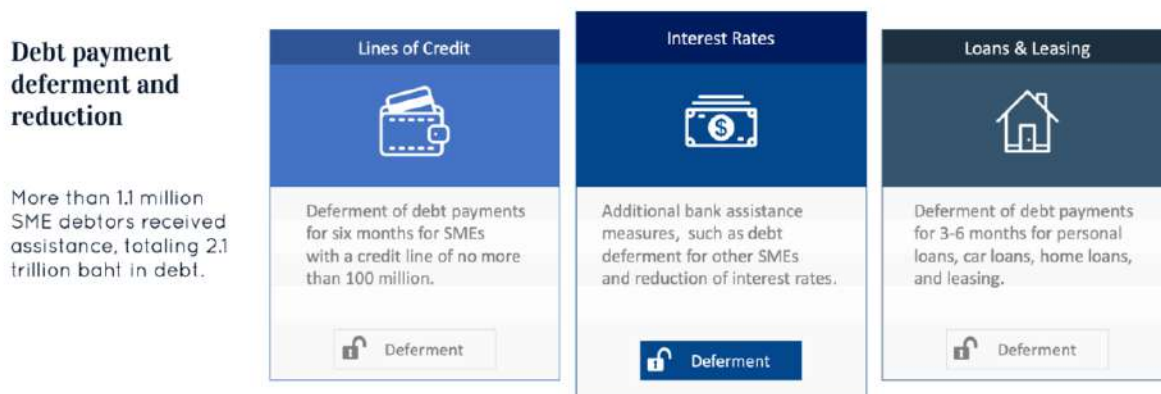 Debt payment
deferment and
reduction
More than 1.1 million
SME debtors received
assistance, totaling 2.1
trillion baht in debt.
Lines of Credit
Deferment of debt payments
for six months for SMEs
with a credit line of no more
than 100 million.
Deferment
Interest Rates
$
Additional bank assistance
measures, such as debt
deferment for other SMEs
and reduction of interest rates.
Deferment
Loans & Leasing
Deferment of debt payments
for 3-6 months for personal
loans, car loans, home loans,
and leasing.
Deferment